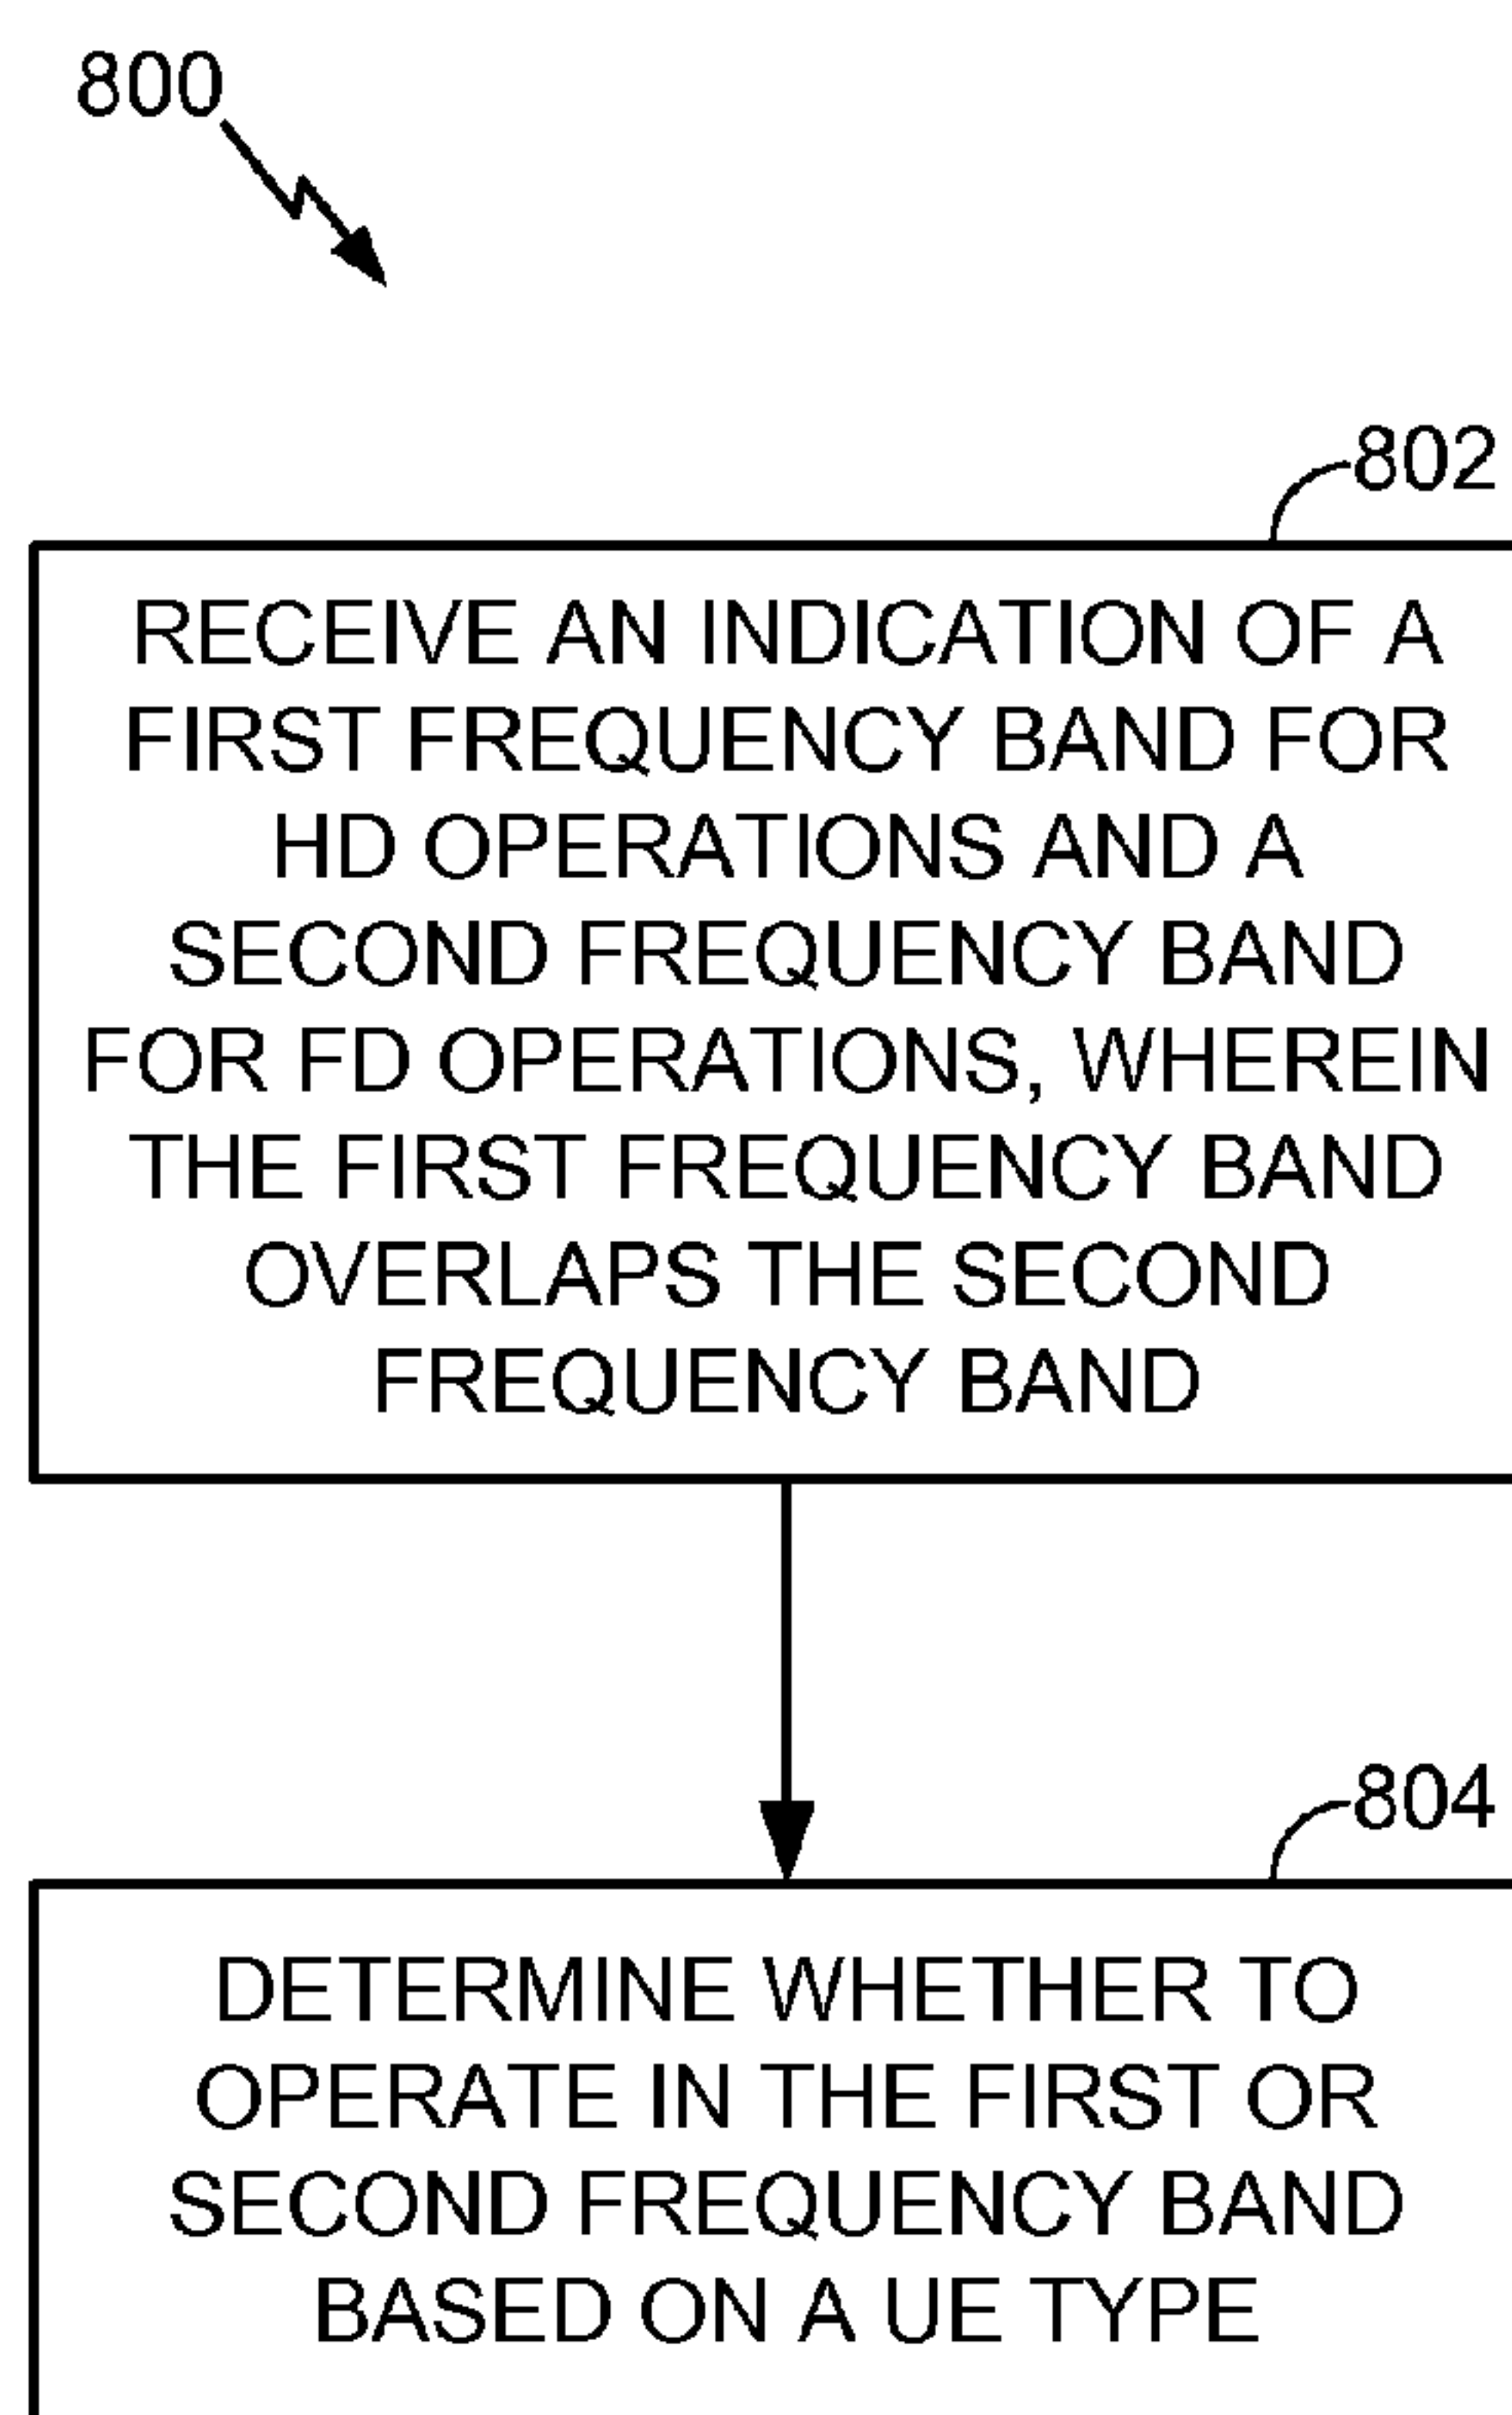 800
802
RECEIVE AN INDICATION OF A
FIRST FREQUENCY BAND FOR
HD OPERATIONS AND A
SECOND FREQUENCY BAND
FOR FD OPERATIONS, WHEREIN
THE FIRST FREQUENCY BAND
OVERLAPS THE SECOND
FREQUENCY BAND
804
DETERMINE WHETHER TO
OPERATE IN THE FIRST OR
SECOND FREQUENCY BAND
BASED ON A UE TYPE